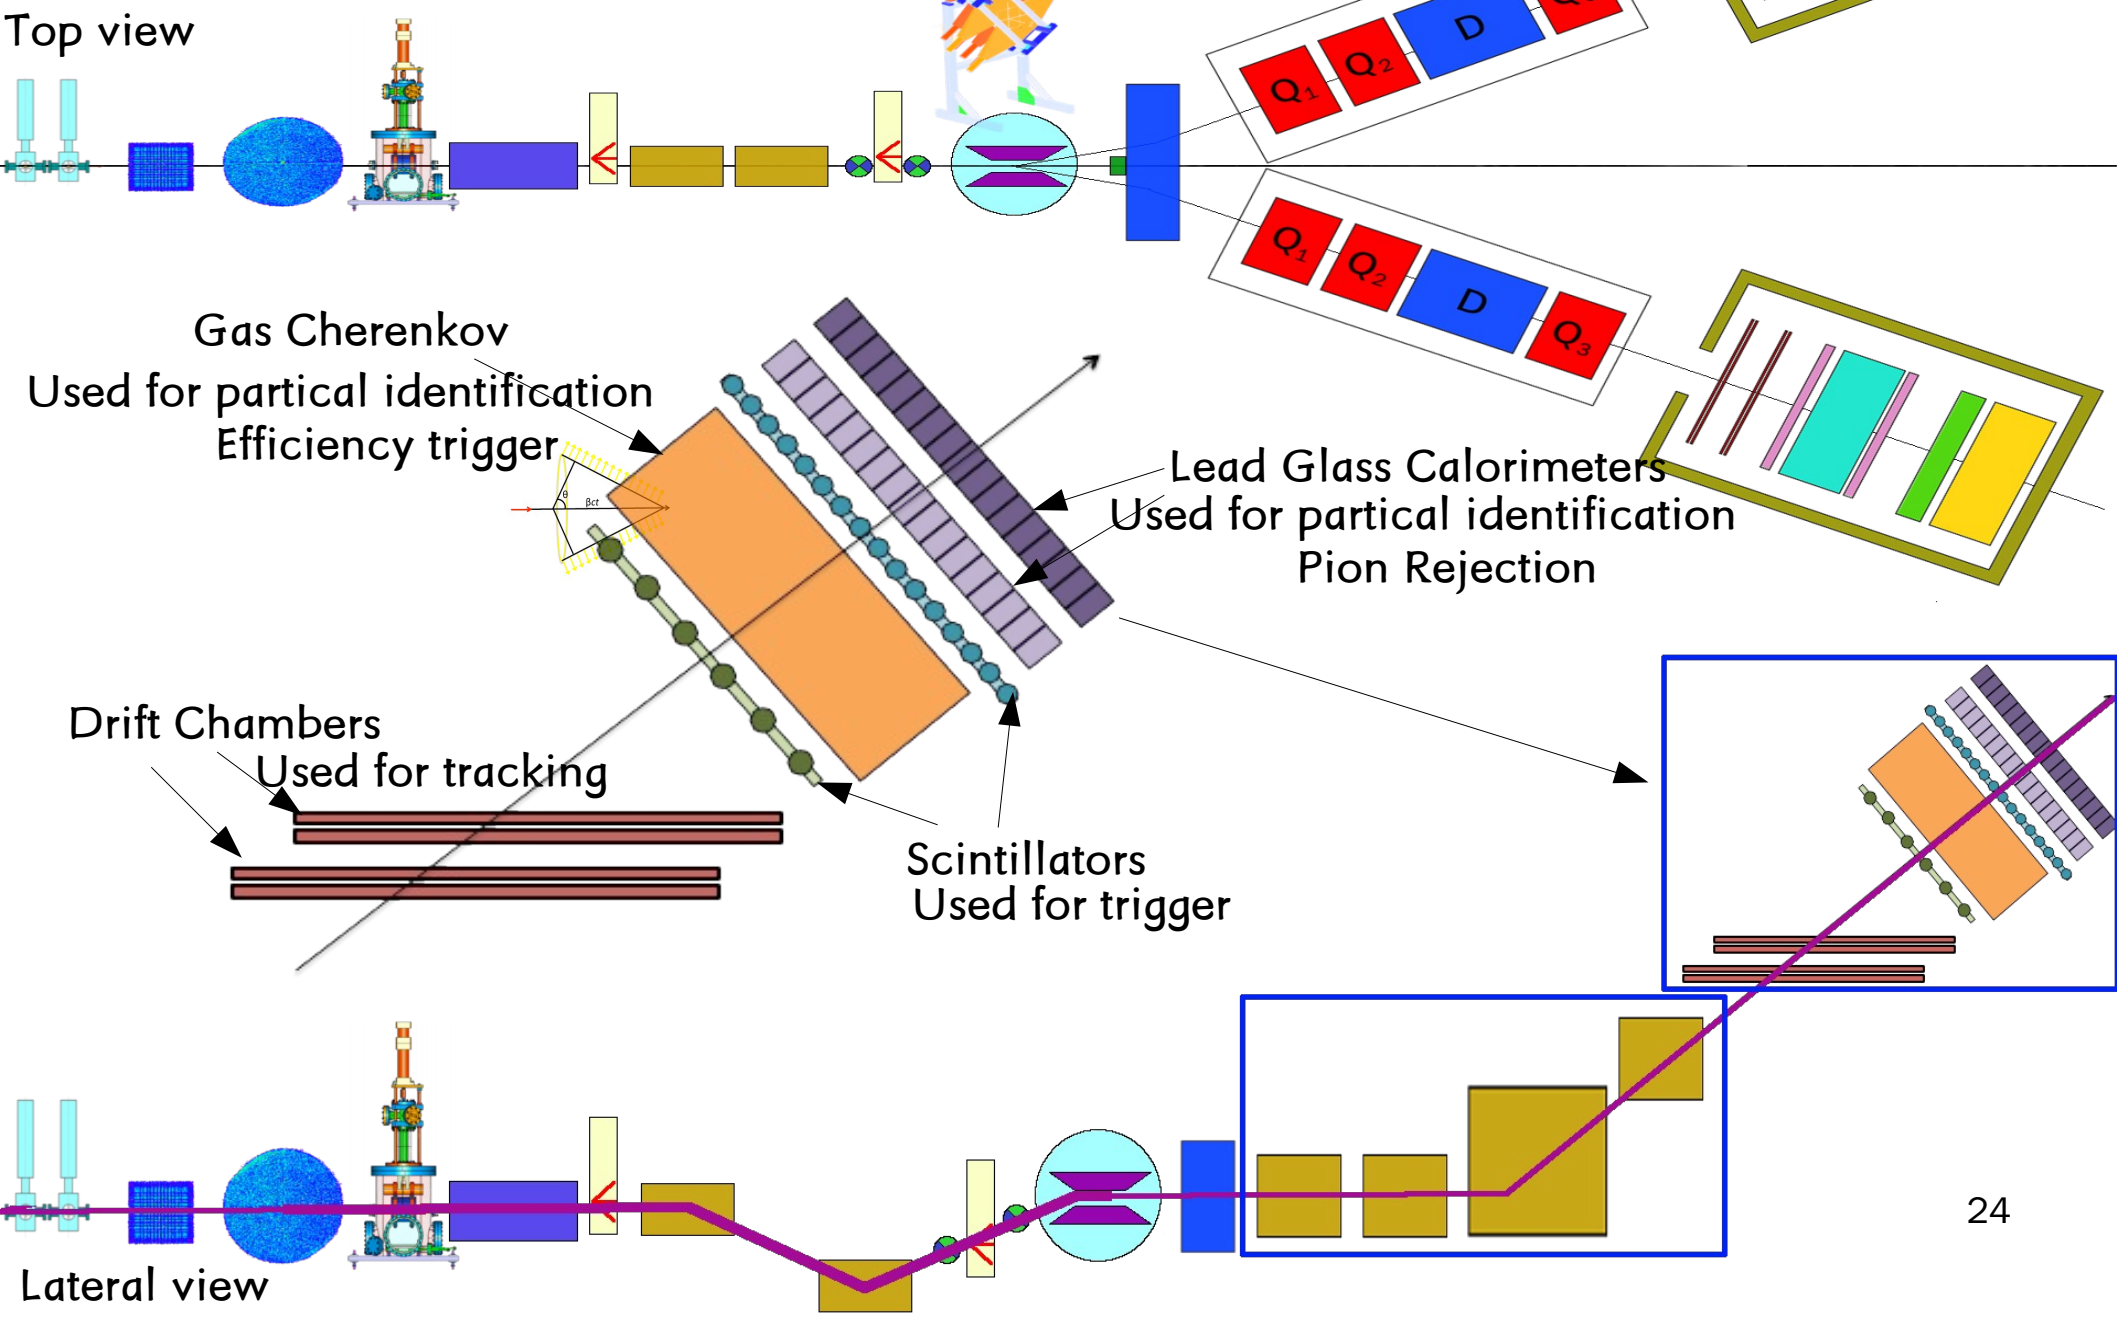 Top view
Q1
Q2
D
Q1
Q2
D
Q3
Gas Cherenkov
Used for partical identification
Efficiency trigger
θ
βct
Lead Glass Calorimeters
Used for partical identification
Pion Rejection
Drift Chambers
Used for tracking
Scintillators
Used for trigger
24
Lateral view